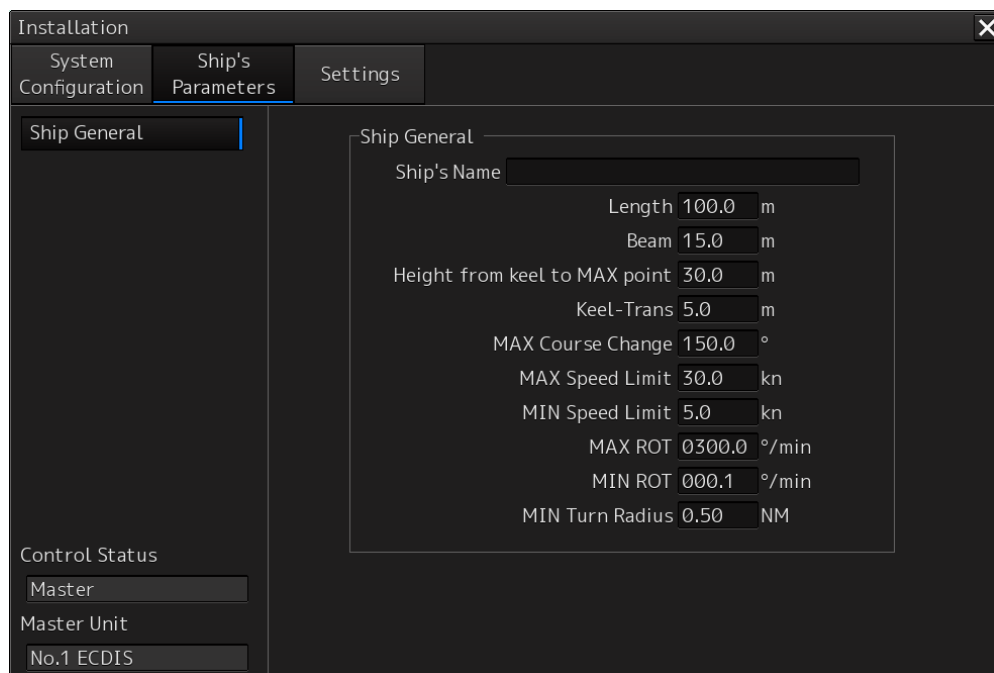 Installation
System Configuration
Ship's Parameters
Settings
Ship General
Ship General
Ship's Name
Length 100.0 m
Beam 15.0 m
Height from keel to MAX point 30.0 m
Keel-Trans 5.0 m
MAX Course Change 150.0 °
MAX Speed Limit 30.0 kn
MIN Speed Limit 5.0 kn
MAX ROT 0300.0 °/min
MIN ROT 000.1 °/min
MIN Turn Radius 0.50 NM
Control Status
Master
Master Unit
No.1 ECDIS